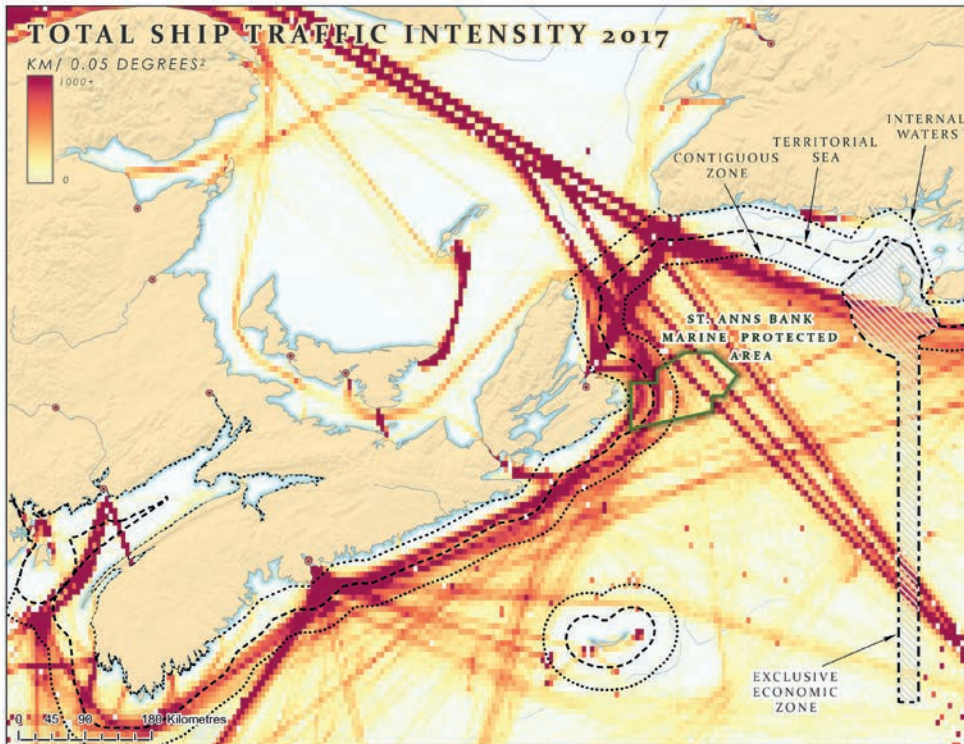 TOTAL SHIP TRAFFIC INTENSITY 2017
KM/ 0.05 DEGREES²
1000+
0
INTERNAL
WATERS
TERRITORIAL
SEA
CONTIGUOUS
ZONE
ST. ANNS BANK
MARINE PROTECTED
AREA
EXCLUSIVE
ECONOMIC
ZONE
0 45 90 180 Kilometres